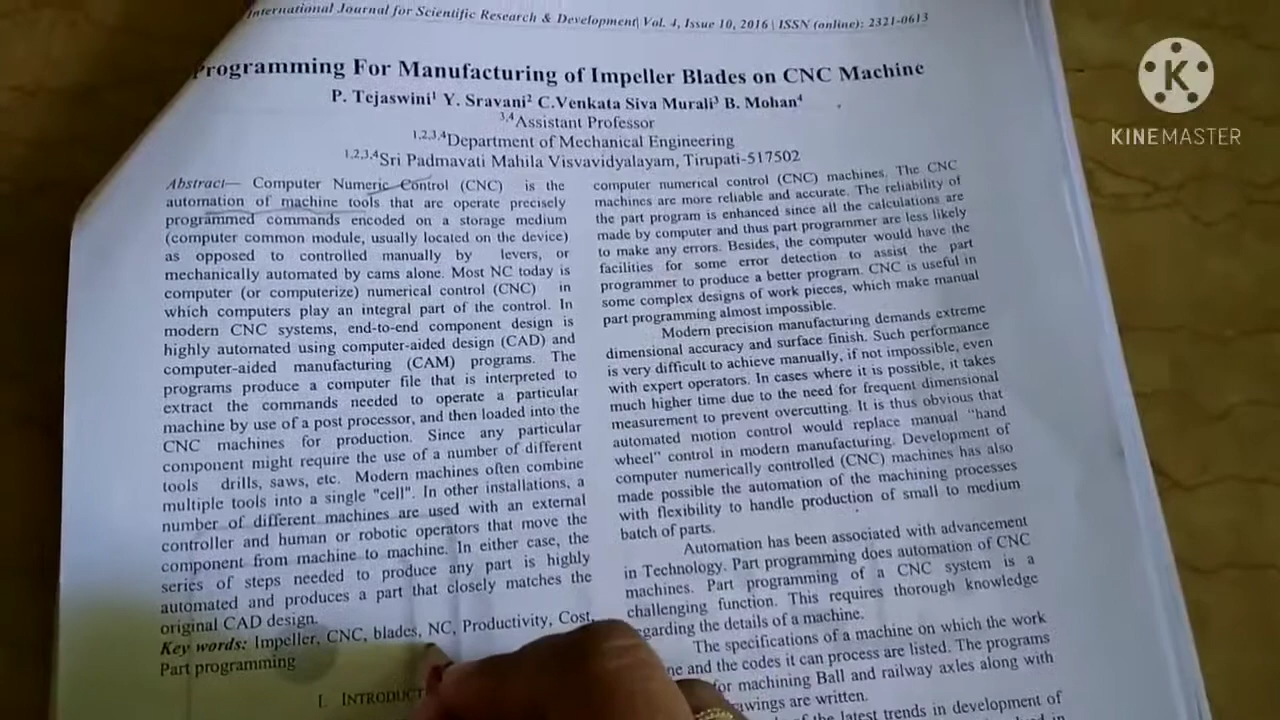 International Journal for Scientific Research & Development| Vol. 4, Issue 10, 2016 | ISSN (online): 2321-0613
Programming For Manufacturing of Impeller Blades on CNC Machine
P. Tejaswini¹ Y. Sravani² C.Venkata Siva Murali³ B. Mohan⁴
³,⁴Assistant Professor
¹,²,³,⁴Department of Mechanical Engineering
¹,²,³,⁴Sri Padmavati Mahila Visvavidyalayam, Tirupati-517502
Abstract— Computer Numeric Control (CNC) is the
automation of machine tools that are operate precisely
programmed commands encoded on a storage medium
(computer common module, usually located on the device)
as opposed to controlled manually by levers, or
mechanically automated by cams alone. Most NC today is
computer (or computerize) numerical control (CNC) in
which computers play an integral part of the control. In
modern CNC systems, end-to-end component design is
highly automated using computer-aided design (CAD) and
computer-aided manufacturing (CAM) programs. The
programs produce a computer file that is interpreted to
extract the commands needed to operate a particular
machine by use of a post processor, and then loaded into the
CNC machines for production. Since any particular
component might require the use of a number of different
tools drills, saws, etc. Modern machines often combine
multiple tools into a single "cell". In other installations, a
number of different machines are used with an external
controller and human or robotic operators that move the
component from machine to machine. In either case, the
series of steps needed to produce any part is highly
automated and produces a part that closely matches the
original CAD design.
Key words: Impeller, CNC, blades, NC, Productivity, Cost,
Part programming
I. INTRODUCT
computer numerical control (CNC) machines. The CNC
machines are more reliable and accurate. The reliability of
the part program is enhanced since all the calculations are
made by computer and thus part programmer are less likely
to make any errors. Besides, the computer would have the
facilities for some error detection to assist the part
programmer to produce a better program. CNC is useful in
some complex designs of work pieces, which make manual
part programming almost impossible.
Modern precision manufacturing demands extreme
dimensional accuracy and surface finish. Such performance
is very difficult to achieve manually, if not impossible, even
with expert operators. In cases where it is possible, it takes
much higher time due to the need for frequent dimensional
measurement to prevent overcutting. It is thus obvious that
automated motion control would replace manual "hand
wheel" control in modern manufacturing. Development of
computer numerically controlled (CNC) machines has also
made possible the automation of the machining processes
with flexibility to handle production of small to medium
batch of parts.
Automation has been associated with advancement
in Technology. Part programming does automation of CNC
machines. Part programming of a CNC system is a
challenging function. This requires thorough knowledge
egarding the details of a machine.
The specifications of a machine on which the work
ne and the codes it can process are listed. The programs
for machining Ball and railway axles along with
awings are written.
of the latest trends in development of
KINEMASTER